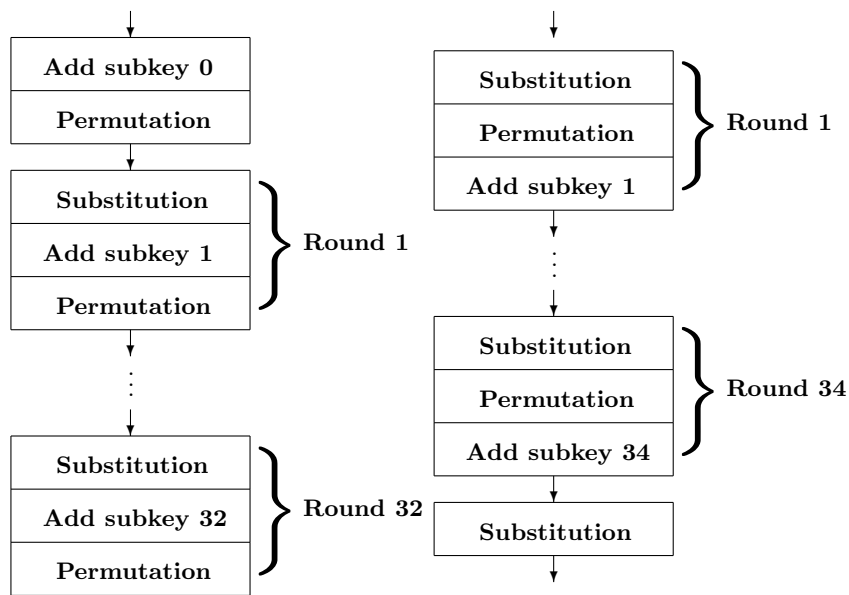 Add subkey 0
Permutation
Substitution
Add subkey 1
Permutation
Round 1
Substitution
Add subkey 32
Permutation
Round 32
Substitution
Permutation
Add subkey 1
Round 1
Substitution
Permutation
Add subkey 34
Round 34
Substitution